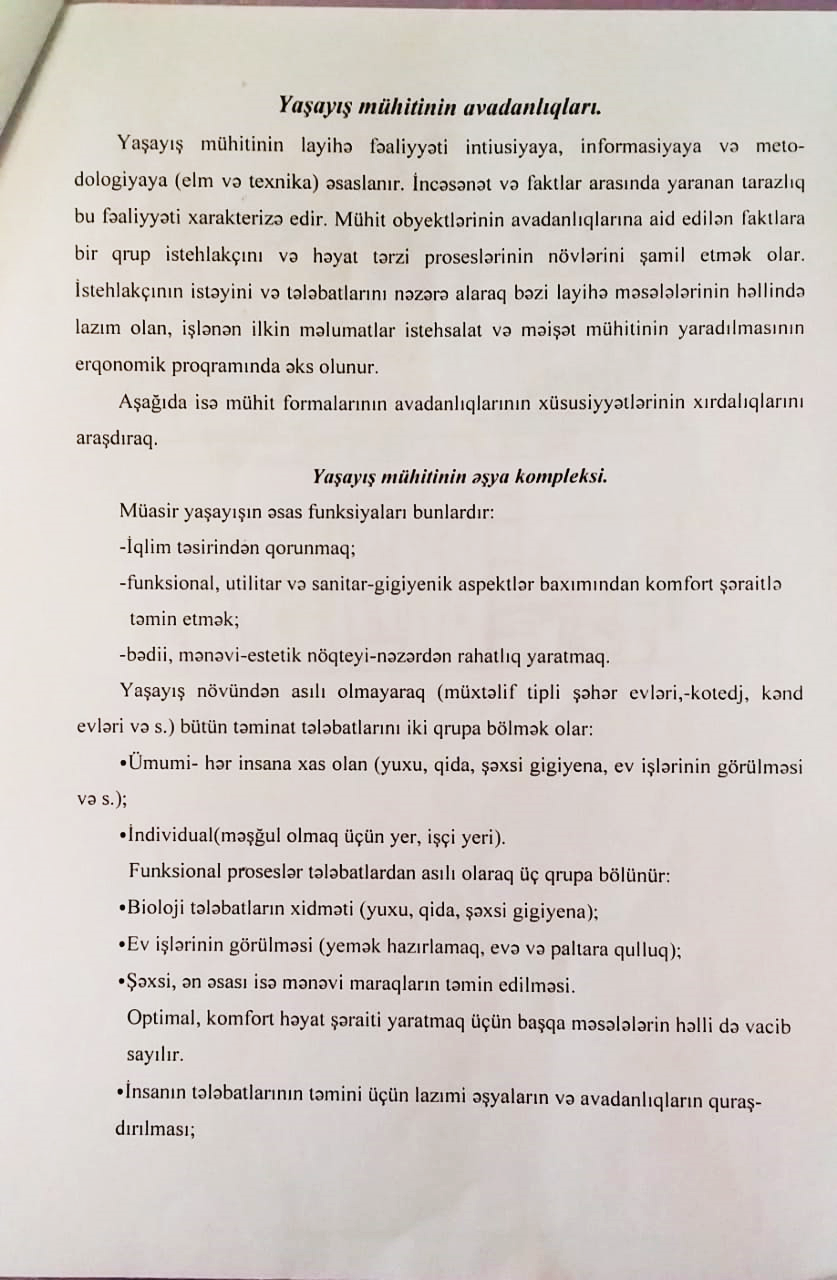 Yaşayış mühitinin avadanlıqları.
Yaşayış mühitinin layihə fəaliyyəti intiusiyaya, informasiyaya və meto-
dologiyaya (elm və texnika) əsaslanır. İncəsənət və faktlar arasında yaranan tarazlıq
bu fəaliyyəti xarakterizə edir. Mühit obyektlərinin avadanlıqlarına aid edilən faktlara
bir qrup istehlakçını və həyat tərzi proseslərinin növlərini şamil etmək olar.
İstehlakçının istəyini və tələbatlarını nəzərə alaraq bəzi layihə məsələlərinin həllində
lazım olan, işlənən ilkin məlumatlar istehsalat və məişət mühitinin yaradılmasının
erqonomik proqramında əks olunur.
Aşağıda isə mühit formalarının avadanlıqlarının xüsusiyyətlərinin xırdalıqlarını
araşdıraq.
Yaşayış mühitinin əşya kompleksi.
Müasir yaşayışın əsas funksiyaları bunlardır:
-İqlim təsirindən qorunmaq;
-funksional, utilitar və sanitar-gigiyenik aspektlər baxımından komfort şəraitlə
təmin etmək;
-bədii, mənəvi-estetik nöqteyi-nəzərdən rahatlıq yaratmaq.
Yaşayış növündən asılı olmayaraq (müxtəlif tipli şəhər evləri,-kotedj, kənd
evləri və s.) bütün təminat tələbatlarını iki qrupa bölmək olar:
•Ümumi- hər insana xas olan (yuxu, qida, şəxsi gigiyena, ev işlərinin görülməsi
və s.);
•İndividual(məşğul olmaq üçün yer, işçi yeri).
Funksional proseslər tələbatlardan asılı olaraq üç qrupa bölünür:
•Bioloji tələbatların xidməti (yuxu, qida, şəxsi gigiyena);
•Ev işlərinin görülməsi (yemək hazırlamaq, evə və paltara qulluq);
•Şəxsi, ən əsası isə mənəvi maraqların təmin edilməsi.
Optimal, komfort həyat şəraiti yaratmaq üçün başqa məsələlərin həlli də vacib
sayılır.
•İnsanın tələbatlarının təmini üçün lazımi əşyaların və avadanlıqların quraş-
dırılması;